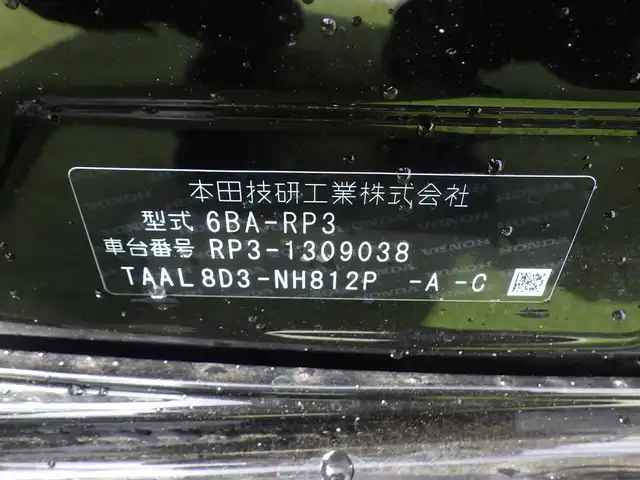 本田技研工業株式会社
型式 6BA-RP3
車台番号 RP3-1309038
TAAL8D3-NH812P -A -C